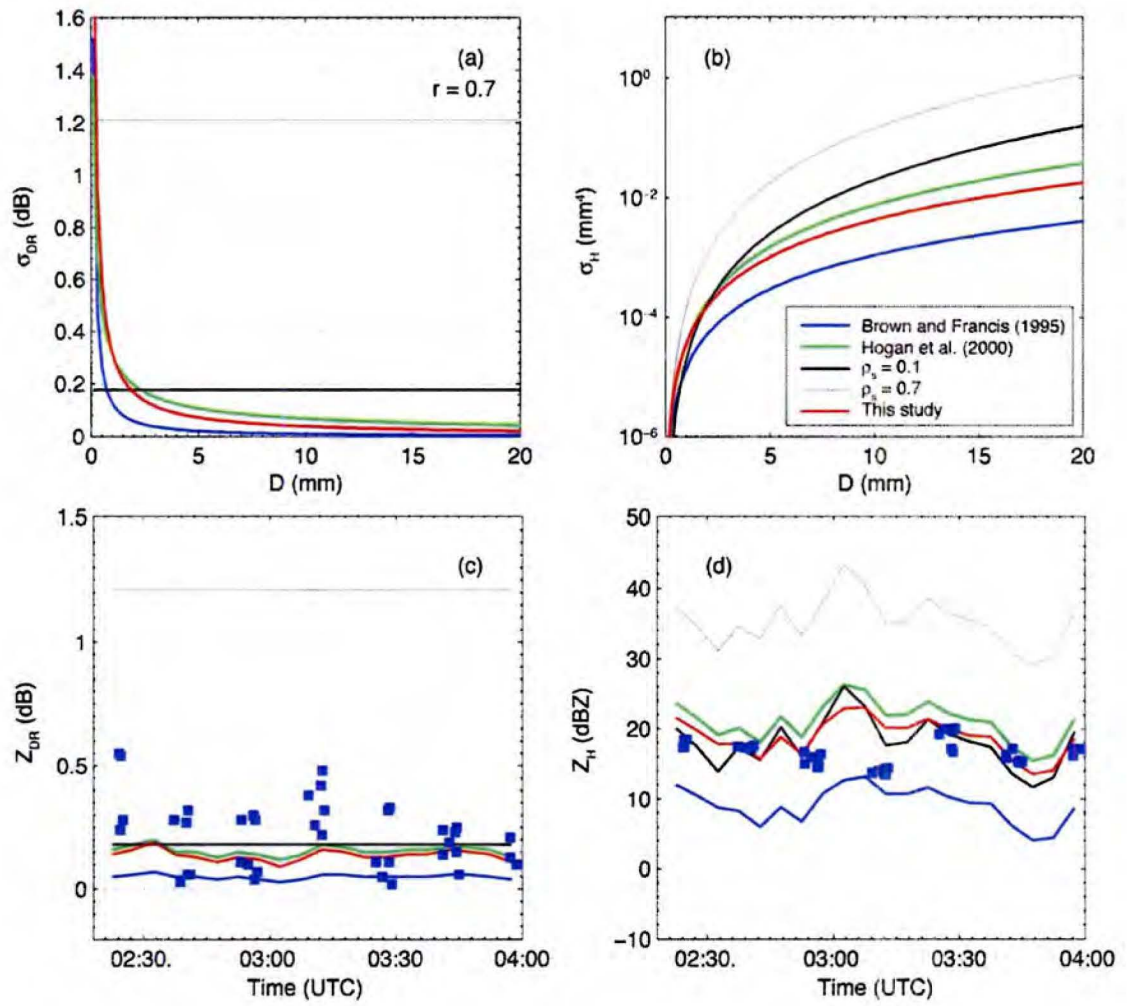 1.6
1.4
1.2
1
0.8
0.6
0.4
0.2
0
σDR (dB)
(a)
r = 0.7
0 5 10 15 20
D (mm)
10⁰
10⁻²
10⁻⁴
10⁻⁶
σH (mm⁴)
(b)
Brown and Francis (1995)
Hogan et al. (2000)
ρs = 0.1
ρs = 0.7
This study
0 5 10 15 20
D (mm)
1.5
1
0.5
0
ZDR (dB)
(c)
02:30. 03:00 03:30 04:00
Time (UTC)
50
40
30
20
10
0
−10
ZH (dBZ)
(d)
02:30. 03:00 03:30 04:00
Time (UTC)